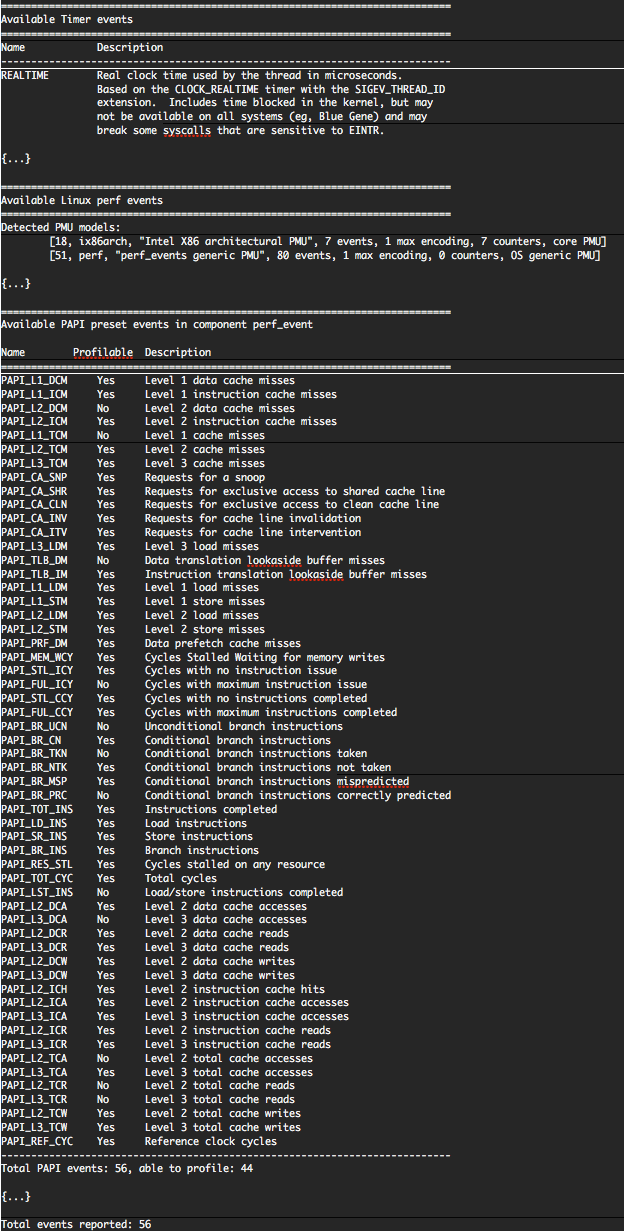 ===========================================================================
Available Timer events
===========================================================================
Name            Description
---------------------------------------------------------------------------
REALTIME        Real clock time used by the thread in microseconds.
                Based on the CLOCK_REALTIME timer with the SIGEV_THREAD_ID
                extension.  Includes time blocked in the kernel, but may
                not be available on all systems (eg, Blue Gene) and may
                break some syscalls that are sensitive to EINTR.
{...}
===========================================================================
Available Linux perf events
===========================================================================
Detected PMU models:
        [18, ix86arch, "Intel X86 architectural PMU", 7 events, 1 max encoding, 7 counters, core PMU]
        [51, perf, "perf_events generic PMU", 80 events, 1 max encoding, 0 counters, OS generic PMU]
{...}
===========================================================================
Available PAPI preset events in component perf_event
Name        Profilable  Description
===========================================================================
PAPI_L1_DCM     Yes     Level 1 data cache misses
PAPI_L1_ICM     Yes     Level 1 instruction cache misses
PAPI_L2_DCM     No      Level 2 data cache misses
PAPI_L2_ICM     Yes     Level 2 instruction cache misses
PAPI_L1_TCM     No      Level 1 cache misses
PAPI_L2_TCM     Yes     Level 2 cache misses
PAPI_L3_TCM     Yes     Level 3 cache misses
PAPI_CA_SNP     Yes     Requests for a snoop
PAPI_CA_SHR     Yes     Requests for exclusive access to shared cache line
PAPI_CA_CLN     Yes     Requests for exclusive access to clean cache line
PAPI_CA_INV     Yes     Requests for cache line invalidation
PAPI_CA_ITV     Yes     Requests for cache line intervention
PAPI_L3_LDM     Yes     Level 3 load misses
PAPI_TLB_DM     No      Data translation lookaside buffer misses
PAPI_TLB_IM     Yes     Instruction translation lookaside buffer misses
PAPI_L1_LDM     Yes     Level 1 load misses
PAPI_L1_STM     Yes     Level 1 store misses
PAPI_L2_LDM     Yes     Level 2 load misses
PAPI_L2_STM     Yes     Level 2 store misses
PAPI_PRF_DM     Yes     Data prefetch cache misses
PAPI_MEM_WCY    Yes     Cycles Stalled Waiting for memory writes
PAPI_STL_ICY    Yes     Cycles with no instruction issue
PAPI_FUL_ICY    No      Cycles with maximum instruction issue
PAPI_STL_CCY    Yes     Cycles with no instructions completed
PAPI_FUL_CCY    Yes     Cycles with maximum instructions completed
PAPI_BR_UCN     No      Unconditional branch instructions
PAPI_BR_CN      Yes     Conditional branch instructions
PAPI_BR_TKN     No      Conditional branch instructions taken
PAPI_BR_NTK     Yes     Conditional branch instructions not taken
PAPI_BR_MSP     Yes     Conditional branch instructions mispredicted
PAPI_BR_PRC     No      Conditional branch instructions correctly predicted
PAPI_TOT_INS    Yes     Instructions completed
PAPI_LD_INS     Yes     Load instructions
PAPI_SR_INS     Yes     Store instructions
PAPI_BR_INS     Yes     Branch instructions
PAPI_RES_STL    Yes     Cycles stalled on any resource
PAPI_TOT_CYC    Yes     Total cycles
PAPI_LST_INS    No      Load/store instructions completed
PAPI_L2_DCA     Yes     Level 2 data cache accesses
PAPI_L3_DCA     No      Level 3 data cache accesses
PAPI_L2_DCR     Yes     Level 2 data cache reads
PAPI_L3_DCR     Yes     Level 3 data cache reads
PAPI_L2_DCW     Yes     Level 2 data cache writes
PAPI_L3_DCW     Yes     Level 3 data cache writes
PAPI_L2_ICH     Yes     Level 2 instruction cache hits
PAPI_L2_ICA     Yes     Level 2 instruction cache accesses
PAPI_L3_ICA     Yes     Level 3 instruction cache accesses
PAPI_L2_ICR     Yes     Level 2 instruction cache reads
PAPI_L3_ICR     Yes     Level 3 instruction cache reads
PAPI_L2_TCA     No      Level 2 total cache accesses
PAPI_L3_TCA     Yes     Level 3 total cache accesses
PAPI_L2_TCR     No      Level 2 total cache reads
PAPI_L3_TCR     No      Level 3 total cache reads
PAPI_L2_TCW     Yes     Level 2 total cache writes
PAPI_L3_TCW     Yes     Level 3 total cache writes
PAPI_REF_CYC    Yes     Reference clock cycles
---------------------------------------------------------------------------
Total PAPI events: 56, able to profile: 44
{...}
Total events reported: 56